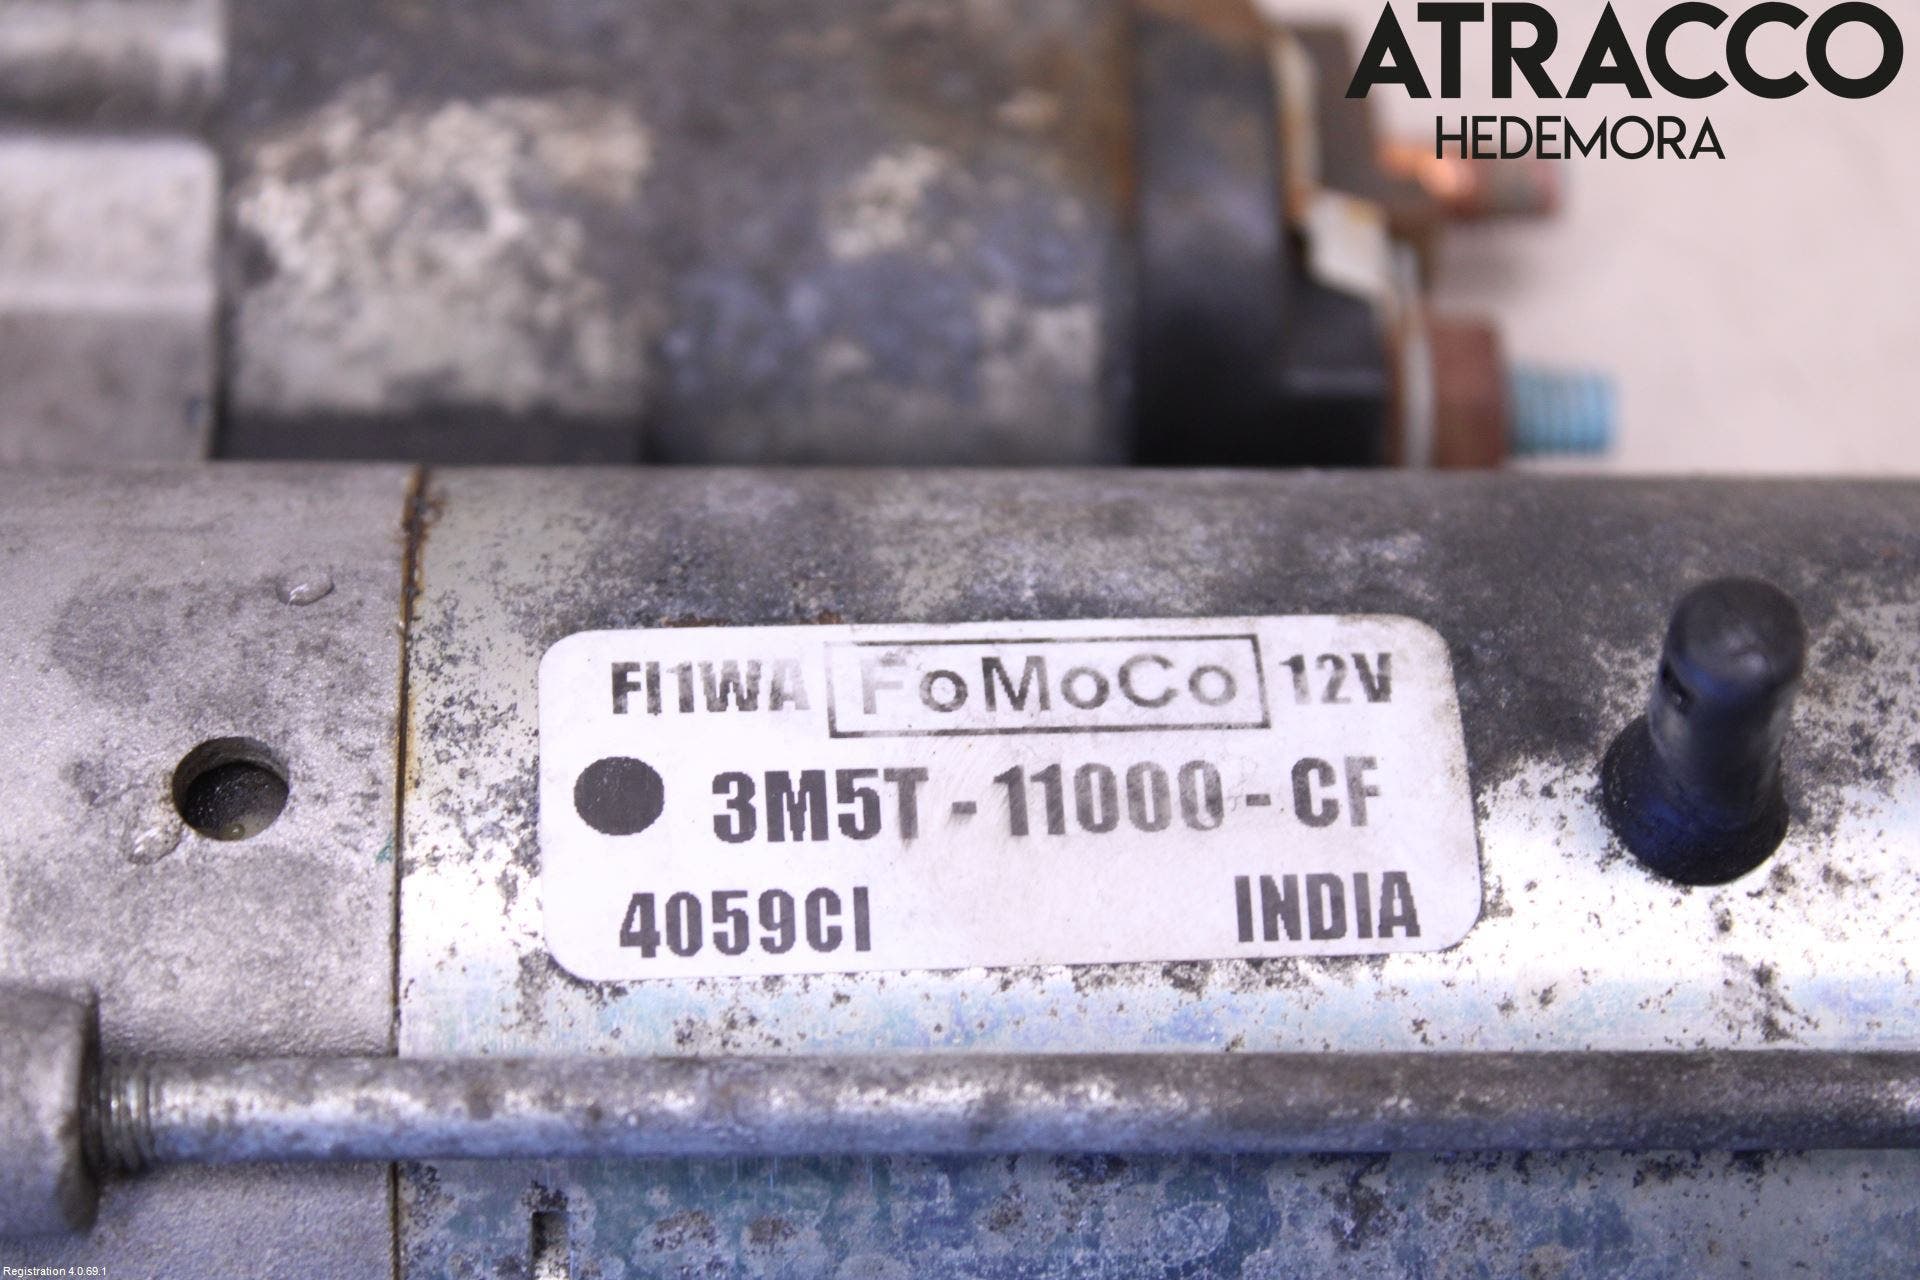 ATRACCO
HEDEMORA
FI1WA FoMoCo 12V
3M5T-11000-CF
4059CI INDIA
Registration 4.0.69.1